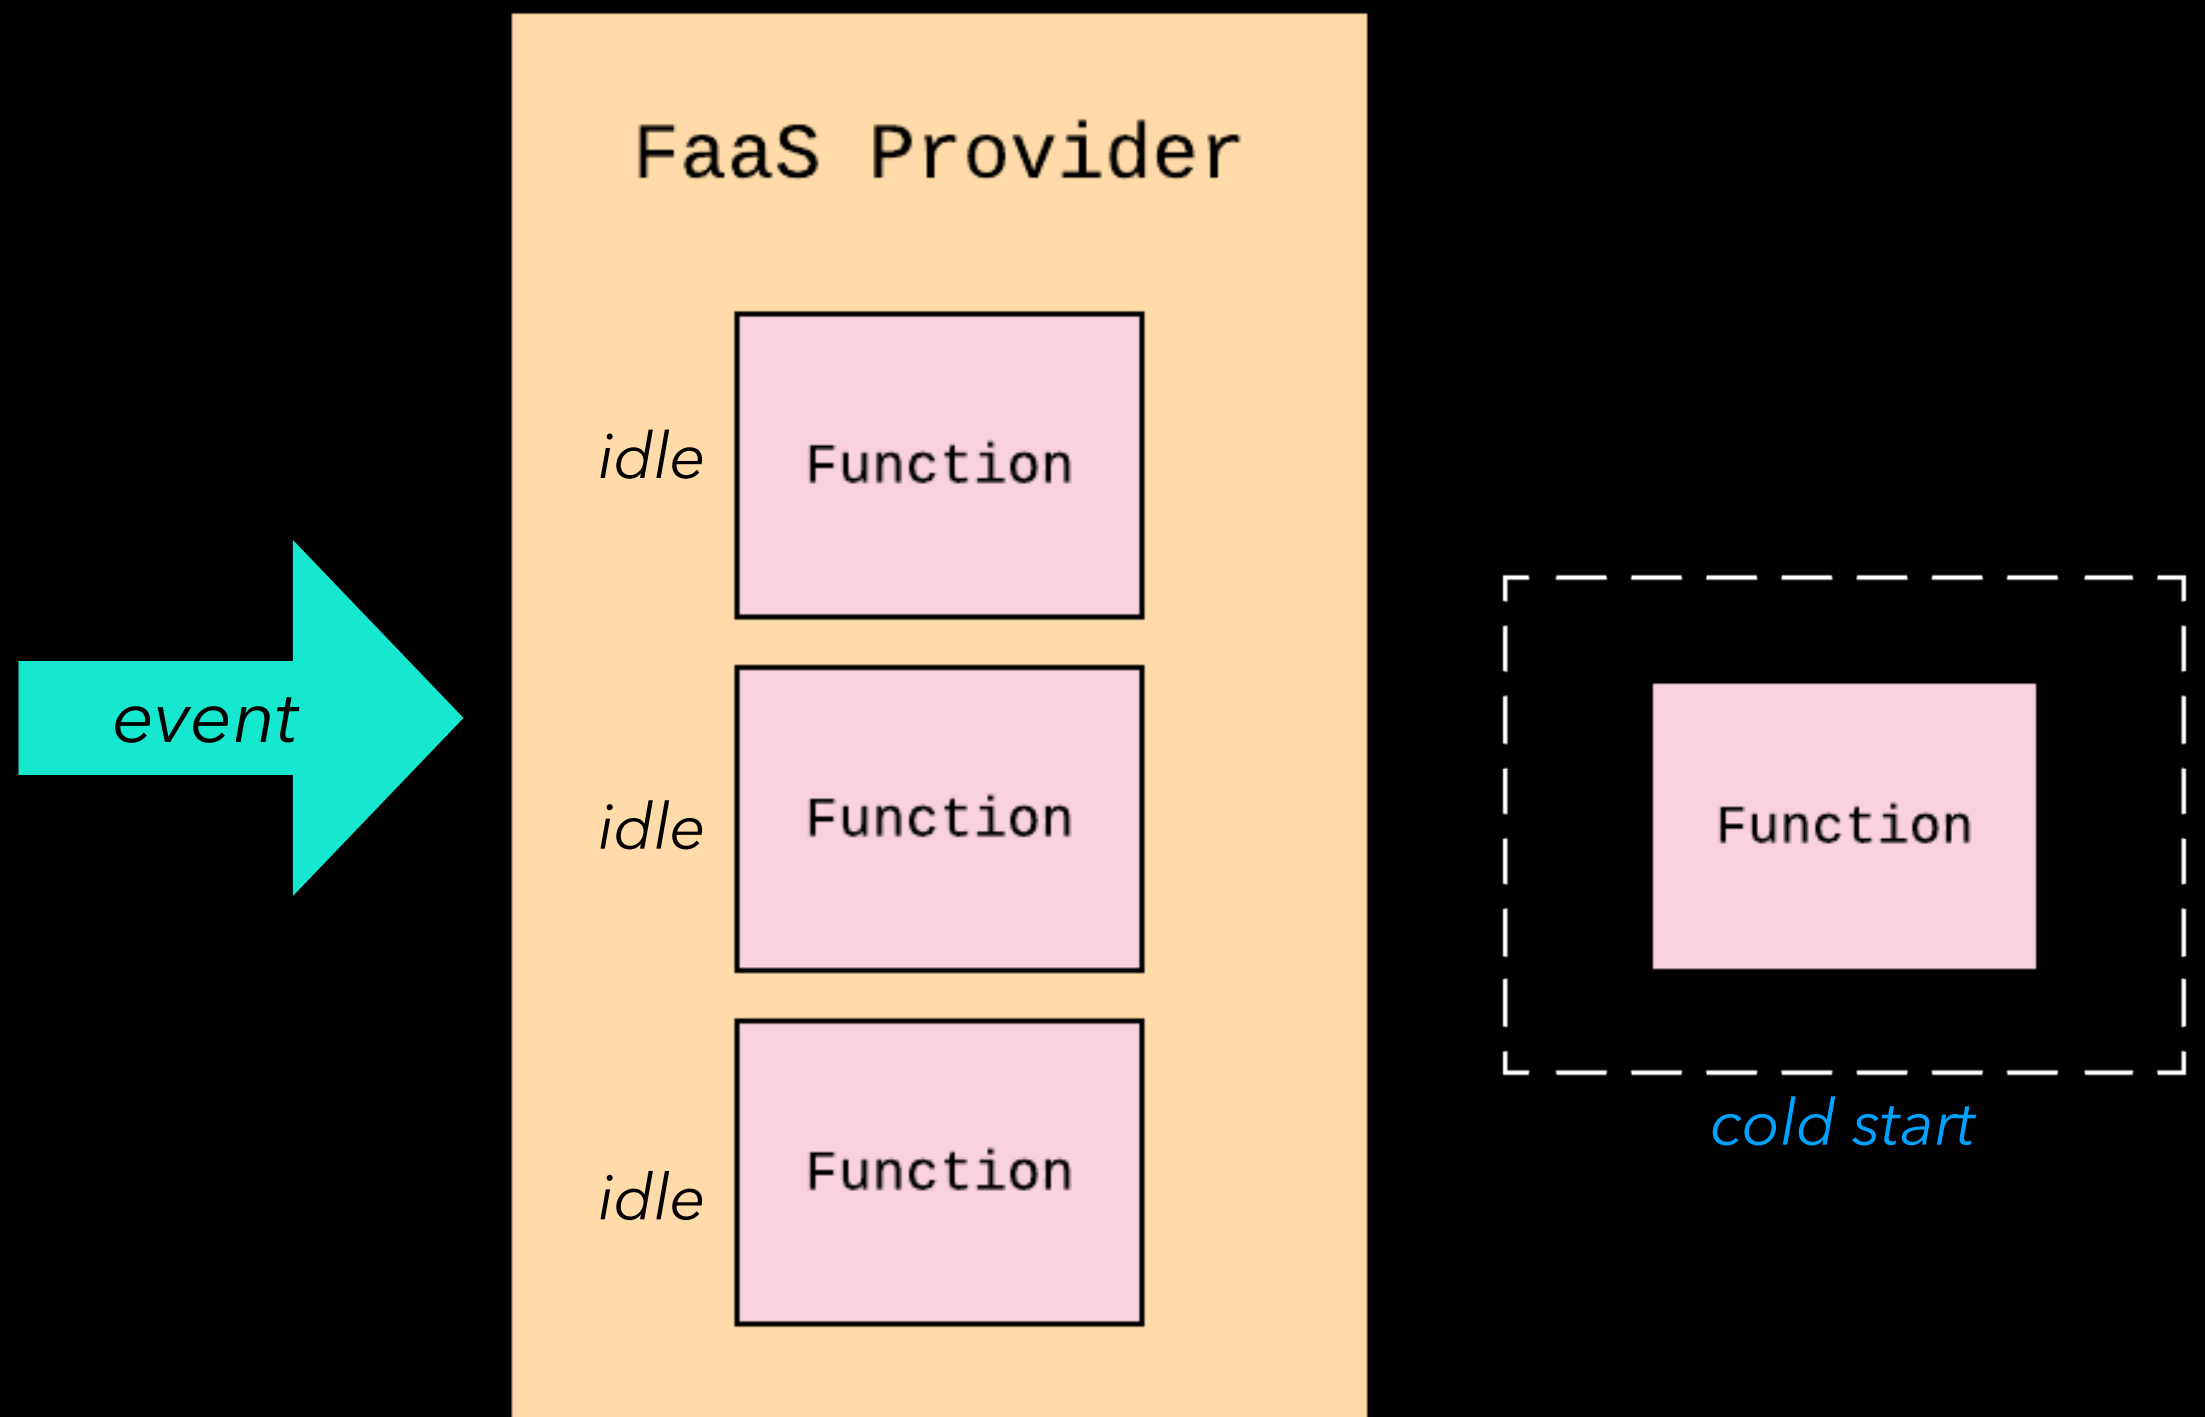 FaaS Provider
idle
Function
event
idle
Function
Function
cold start
idle
Function